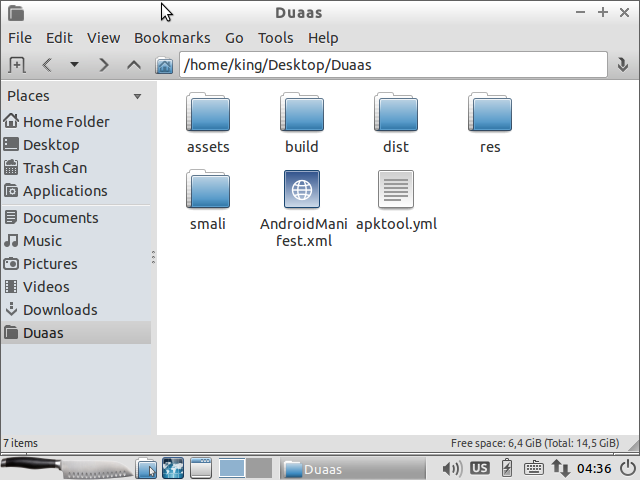 Duaas
File Edit View Bookmarks Go Tools Help
/home/king/Desktop/Duaas
Places
Home Folder
Desktop
Trash Can
Applications
Documents
Music
Pictures
Videos
Downloads
Duaas
assets build dist res
smali AndroidMani apktool.yml
fest.xml
7 items Free space: 6,4 GiB (Total: 14,5 GiB)
Duaas US 04:36